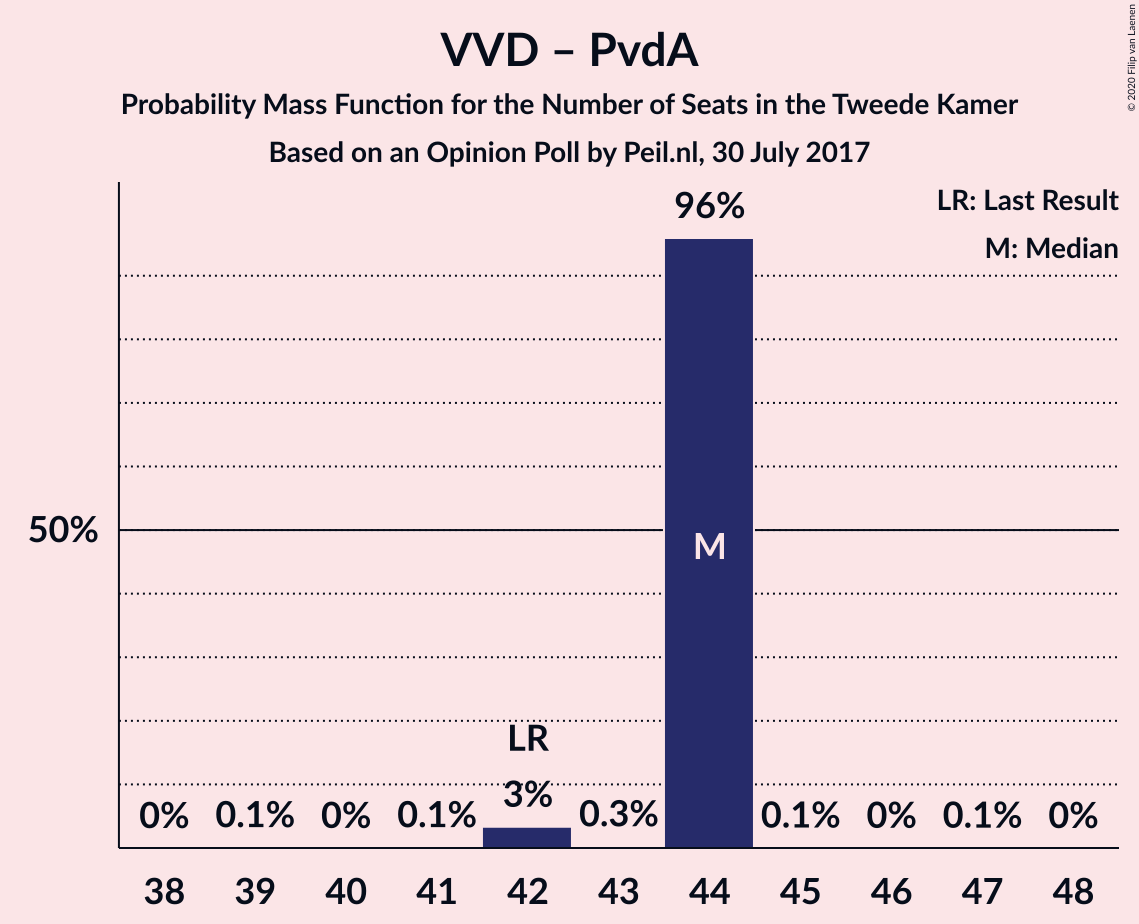 VVD – PvdA
Probability Mass Function for the Number of Seats in the Tweede Kamer
Based on an Opinion Poll by Peil.nl, 30 July 2017
© 2020 Filip van Laenen
LR: Last Result
M: Median
96%
50%
M
LR
0% 0.1% 0% 0.1% 3% 0.3% 0.1% 0% 0.1% 0%
38 39 40 41 42 43 44 45 46 47 48